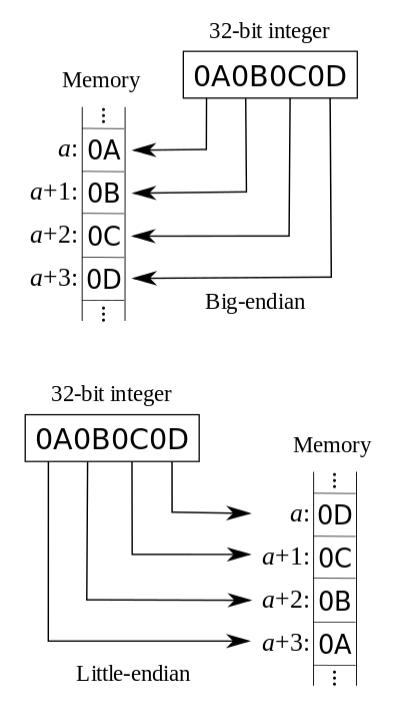 32-bit integer
0A0B0C0D
Memory
⋮
a: 0A
a+1: 0B
a+2: 0C
a+3: 0D
⋮
Big-endian
32-bit integer
0A0B0C0D
Memory
⋮
a: 0D
a+1: 0C
a+2: 0B
a+3: 0A
⋮
Little-endian